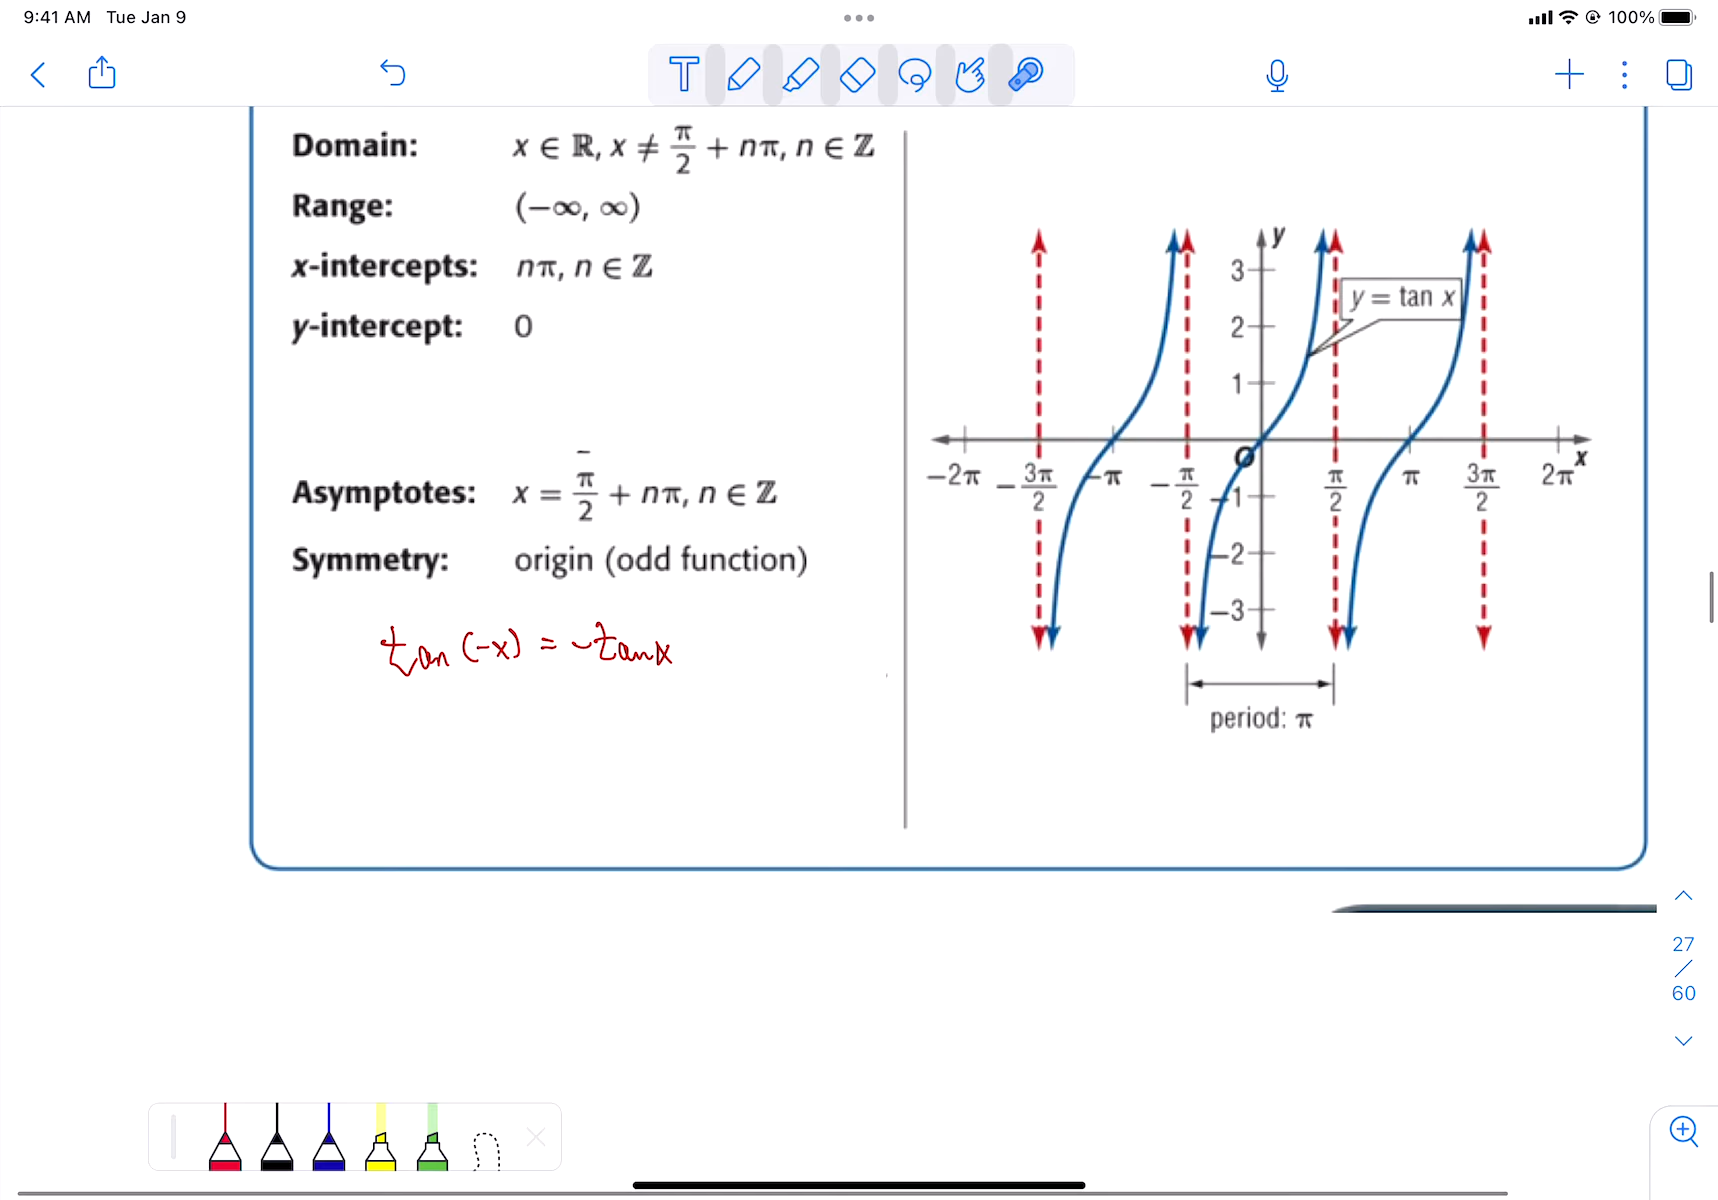 9:41 AM Tue Jan 9
100%
Domain: x ∈ ℝ, x ≠ π/2 + nπ, n ∈ ℤ
Range: (−∞, ∞)
x-intercepts: nπ, n ∈ ℤ
y-intercept: 0
Asymptotes: x = π/2 + nπ, n ∈ ℤ
Symmetry: origin (odd function)
tan (-x) = -tanx
y
3
2
1
y = tan x
O
x
−2π −3π/2 −π −π/2 π/2 π 3π/2 2π
−1
−2
−3
period: π
27
/
60